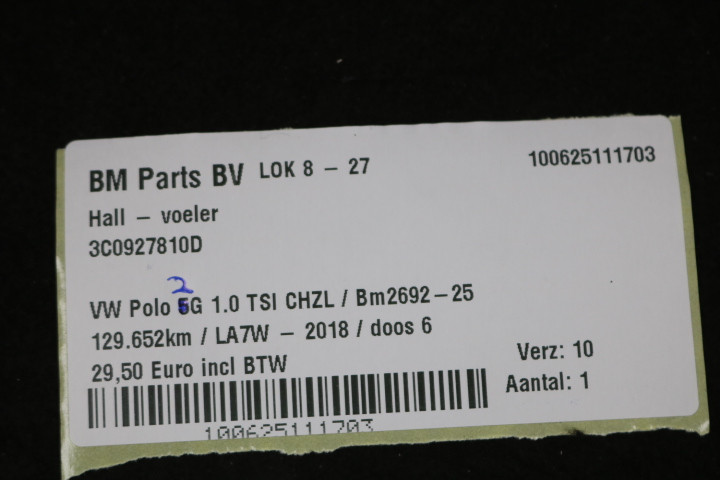 BM Parts BV LOK 8 - 27 100625111703
Hall - voeler
3C0927810D
2
VW Polo 6G 1.0 TSI CHZL / Bm2692-25
129.652km / LA7W - 2018 / doos 6
29,50 Euro incl BTW
Verz: 10
Aantal: 1
100625111703